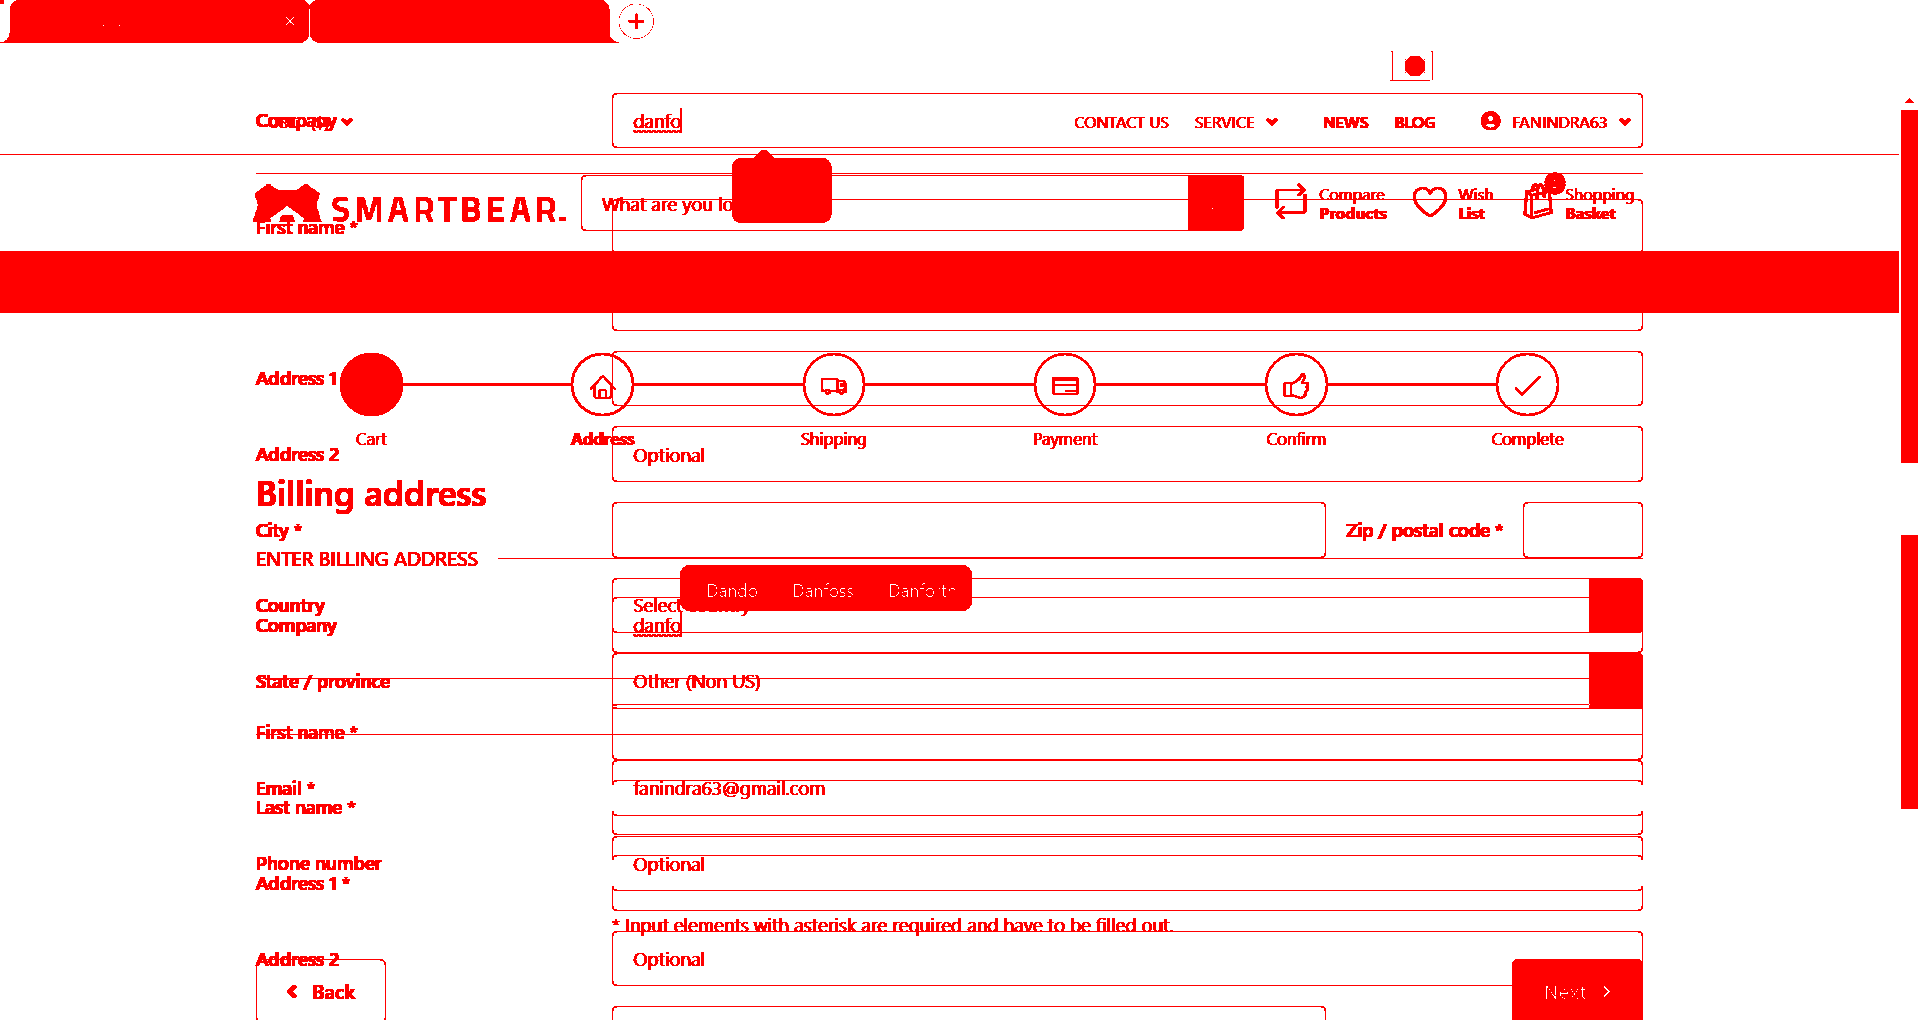 Company
danfo
CONTACT US SERVICE NEWS BLOG FANINDRA63
SMARTBEAR.
What are you lo
Compare Products
Wish List
Shopping Basket
First name *
Address 1
Cart
Address
Shipping
Payment
Confirm
Complete
Address 2
Optional
Billing address
City *
Zip / postal code *
ENTER BILLING ADDRESS
Dando Danfoss Danforth
Country
Select
Company
danfo
State / province
Other (Non US)
First name *
Email *
fanindra63@gmail.com
Last name *
Phone number
Optional
Address 1 *
* Input elements with asterisk are required and have to be filled out.
Address 2
Optional
Back
Next